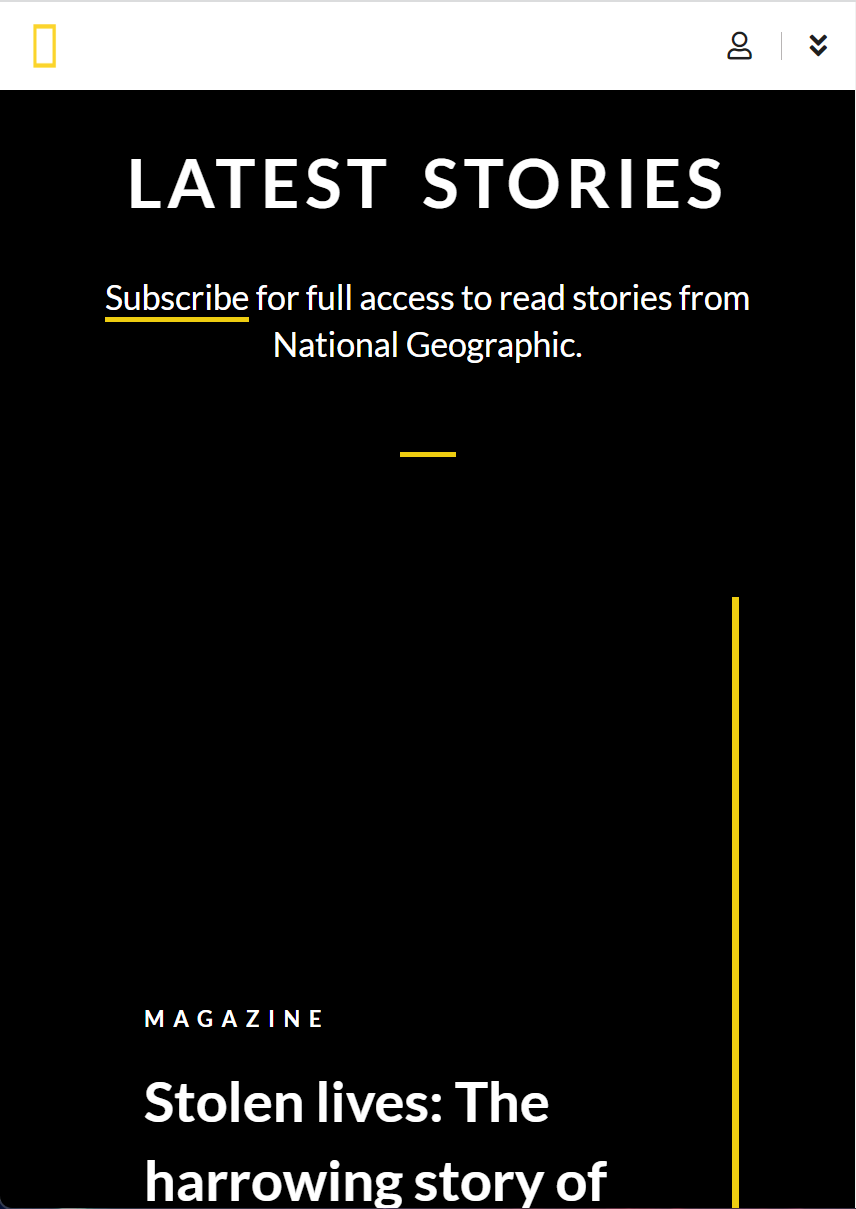 LATEST STORIES
Subscribe for full access to read stories from
National Geographic.
MAGAZINE
Stolen lives: The
harrowing story of